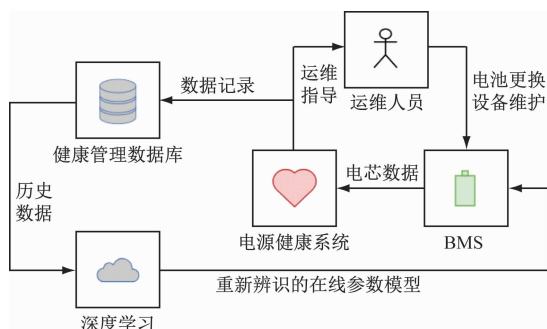 数据记录
运维
指导
运维人员
电池更换
设备维护
健康管理数据库
电芯数据
历史
数据
电源健康系统
BMS
重新辨识的在线参数模型
深度学习